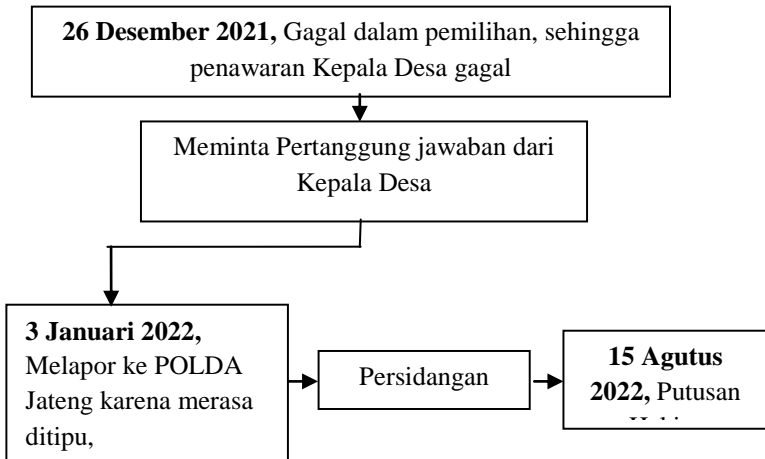 26 Desember 2021, Gagal dalam pemilihan, sehingga
penawaran Kepala Desa gagal
Meminta Pertanggung jawaban dari
Kepala Desa
3 Januari 2022,
Melapor ke POLDA
Jateng karena merasa
ditipu,
Persidangan
15 Agutus
2022, Putusan